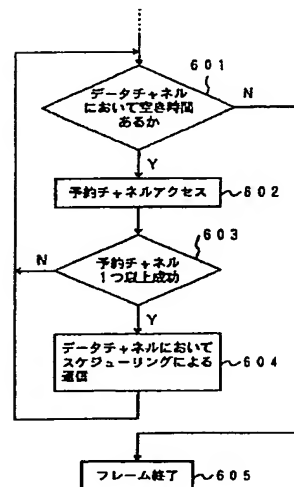 601
データチャネル
において空き時間
あるか
N
Y
予約チャネルアクセス
602
603
予約チャネル
1つ以上成功
N
Y
データチャネルにおいて
スケジューリングによる
送信
604
フレーム終了
605